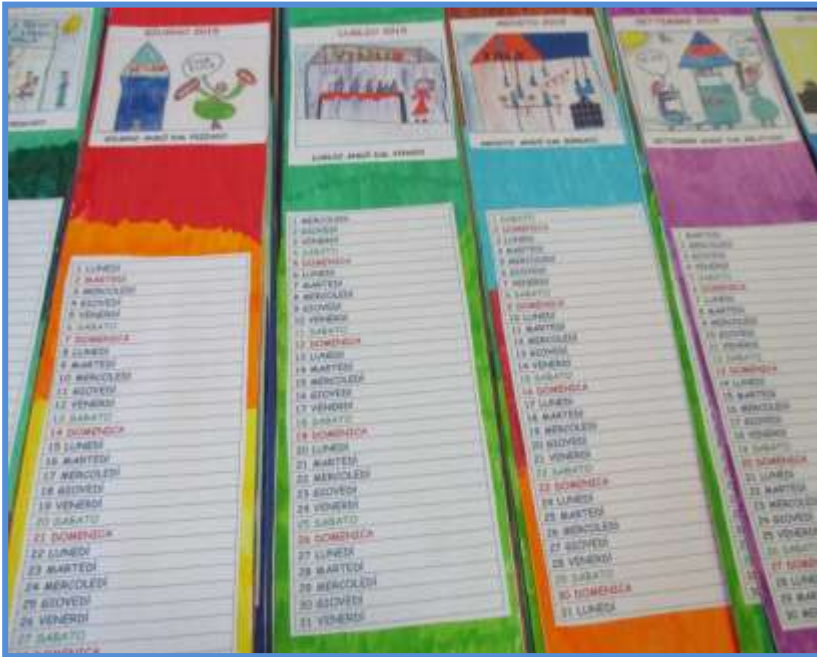 GIUGNO 2015
1 LUNEDÌ
2 MARTEDÌ
3 MERCOLEDÌ
4 GIOVEDÌ
5 VENERDÌ
6 SABATO
7 DOMENICA
8 LUNEDÌ
9 MARTEDÌ
10 MERCOLEDÌ
11 GIOVEDÌ
12 VENERDÌ
13 SABATO
14 DOMENICA
15 LUNEDÌ
16 MARTEDÌ
17 MERCOLEDÌ
18 GIOVEDÌ
19 VENERDÌ
20 SABATO
21 DOMENICA
22 LUNEDÌ
23 MARTEDÌ
24 MERCOLEDÌ
25 GIOVEDÌ
26 VENERDÌ
27 SABATO
DOMENICA
LUGLIO 2015
1 MERCOLEDÌ
2 GIOVEDÌ
3 VENERDÌ
4 SABATO
5 DOMENICA
6 LUNEDÌ
7 MARTEDÌ
8 MERCOLEDÌ
9 GIOVEDÌ
10 VENERDÌ
11 SABATO
12 DOMENICA
13 LUNEDÌ
14 MARTEDÌ
15 MERCOLEDÌ
16 GIOVEDÌ
17 VENERDÌ
18 SABATO
19 DOMENICA
20 LUNEDÌ
21 MARTEDÌ
22 MERCOLEDÌ
23 GIOVEDÌ
24 VENERDÌ
25 SABATO
26 DOMENICA
27 LUNEDÌ
28 MARTEDÌ
29 MERCOLEDÌ
30 GIOVEDÌ
31 VENERDÌ
AGOSTO 2015
1 SABATO
2 DOMENICA
3 LUNEDÌ
4 MARTEDÌ
5 MERCOLEDÌ
6 GIOVEDÌ
7 VENERDÌ
8 SABATO
9 DOMENICA
10 LUNEDÌ
11 MARTEDÌ
12 MERCOLEDÌ
13 GIOVEDÌ
14 VENERDÌ
15 SABATO
16 DOMENICA
17 LUNEDÌ
18 MARTEDÌ
19 MERCOLEDÌ
20 GIOVEDÌ
21 VENERDÌ
22 SABATO
23 DOMENICA
24 LUNEDÌ
25 MARTEDÌ
26 MERCOLEDÌ
27 GIOVEDÌ
28 VENERDÌ
29 SABATO
30 DOMENICA
31 LUNEDÌ
SETTEMBRE 2015
1 MARTEDÌ
2 MERCOLEDÌ
3 GIOVEDÌ
4 VENERDÌ
5 SABATO
6 DOMENICA
7 LUNEDÌ
8 MARTEDÌ
9 MERCOLEDÌ
10 GIOVEDÌ
11 VENERDÌ
12 SABATO
13 DOMENICA
14 LUNEDÌ
15 MARTEDÌ
16 MERCOLEDÌ
17 GIOVEDÌ
18 VENERDÌ
19 SABATO
20 DOMENICA
21 LUNEDÌ
22 MARTEDÌ
23 MERCOLEDÌ
24 GIOVEDÌ
25 VENERDÌ
26 SABATO
27 DOMENICA
28
29
30